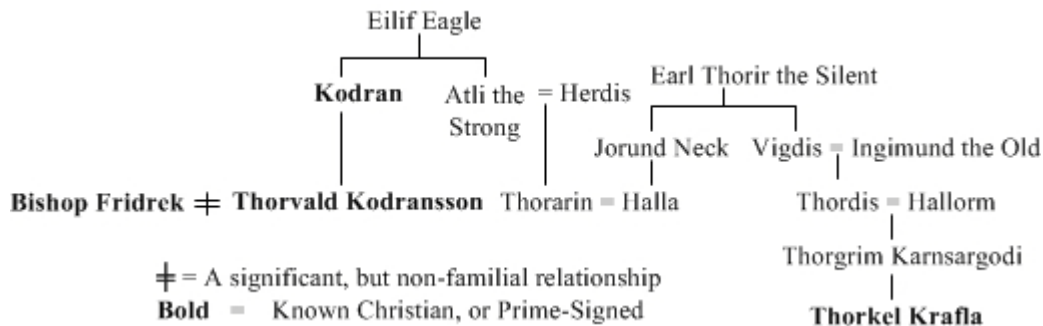 Eilif Eagle
Earl Thorir the Silent
Kodran Atli the = Herdis
Strong
Jorund Neck Vigdis = Ingimund the Old
Bishop Fridrek ‡ Thorvald Kodransson Thorarin = Halla Thordis = Hallorm
Thorgrim Karnsargodi
‡ = A significant, but non-familial relationship
Bold = Known Christian, or Prime-Signed
Thorkel Krafla